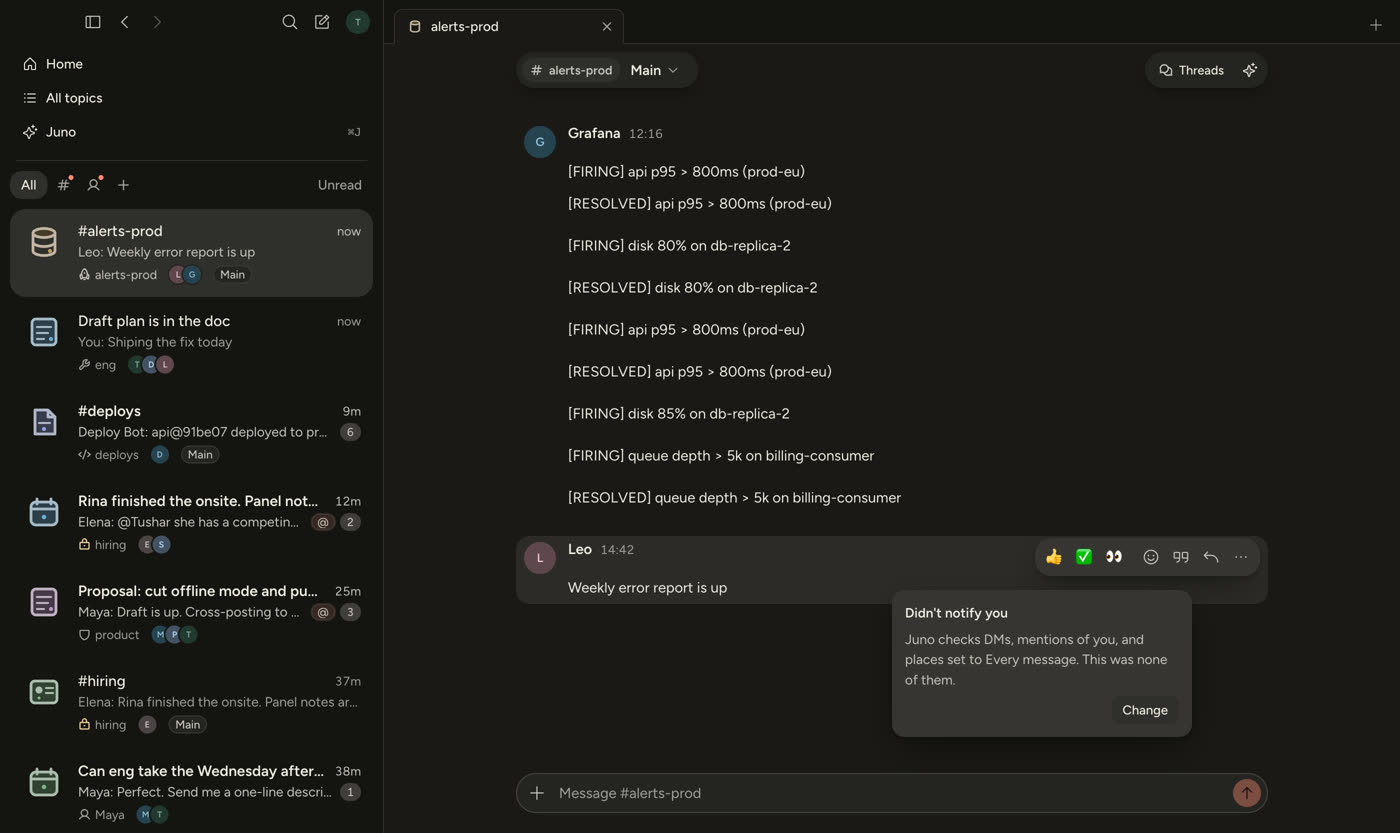 T
alerts-prod
Home
All topics
Juno ⌘J
All # Unread
#alerts-prod now
Leo: Weekly error report is up
alerts-prod L G Main
Draft plan is in the doc now
You: Shiping the fix today
eng T D L
#deploys 9m
Deploy Bot: api@91be07 deployed to pr... 6
deploys D Main
Rina finished the onsite. Panel not... 12m
Elena: @Tushar she has a competin... @ 2
hiring E S
Proposal: cut offline mode and pu... 25m
Maya: Draft is up. Cross-posting to ... @ 3
product M P T
#hiring 37m
Elena: Rina finished the onsite. Panel notes ar...
hiring E Main
Can eng take the Wednesday after... 38m
Maya: Perfect. Send me a one-line descri... 1
Maya M T
# alerts-prod Main
Threads
G Grafana 12:16
[FIRING] api p95 > 800ms (prod-eu)
[RESOLVED] api p95 > 800ms (prod-eu)
[FIRING] disk 80% on db-replica-2
[RESOLVED] disk 80% on db-replica-2
[FIRING] api p95 > 800ms (prod-eu)
[RESOLVED] api p95 > 800ms (prod-eu)
[FIRING] disk 85% on db-replica-2
[FIRING] queue depth > 5k on billing-consumer
[RESOLVED] queue depth > 5k on billing-consumer
L Leo 14:42
Weekly error report is up
Didn't notify you
Juno checks DMs, mentions of you, and
places set to Every message. This was none
of them.
Change
Message #alerts-prod